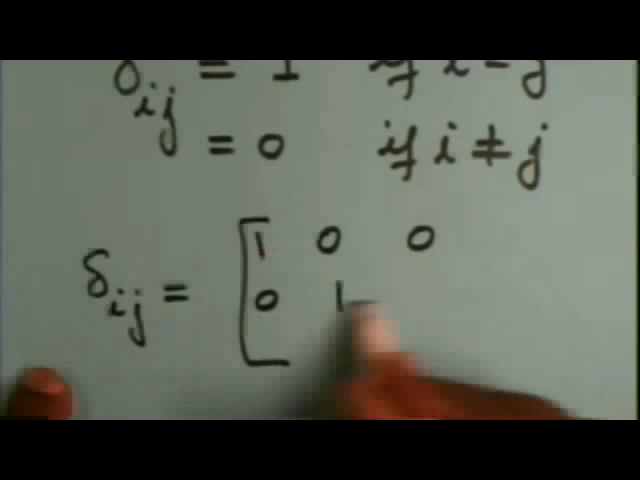 δij = 1 if i = j
= 0 if i ≠ j
δij = [ 1 0 0
0 1